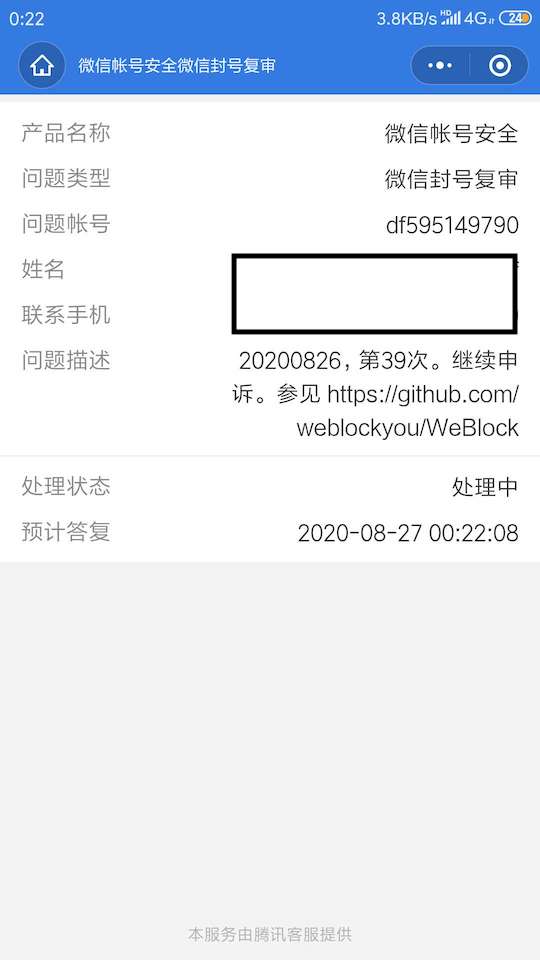 0:22 3.8KB/s HD 4G 24
微信帐号安全微信封号复审
产品名称 微信帐号安全
问题类型 微信封号复审
问题帐号 df595149790
姓名
联系手机
问题描述 20200826，第39次。继续申
诉。参见 https://github.com/
weblockyou/WeBlock
处理状态 处理中
预计答复 2020-08-27 00:22:08
本服务由腾讯客服提供